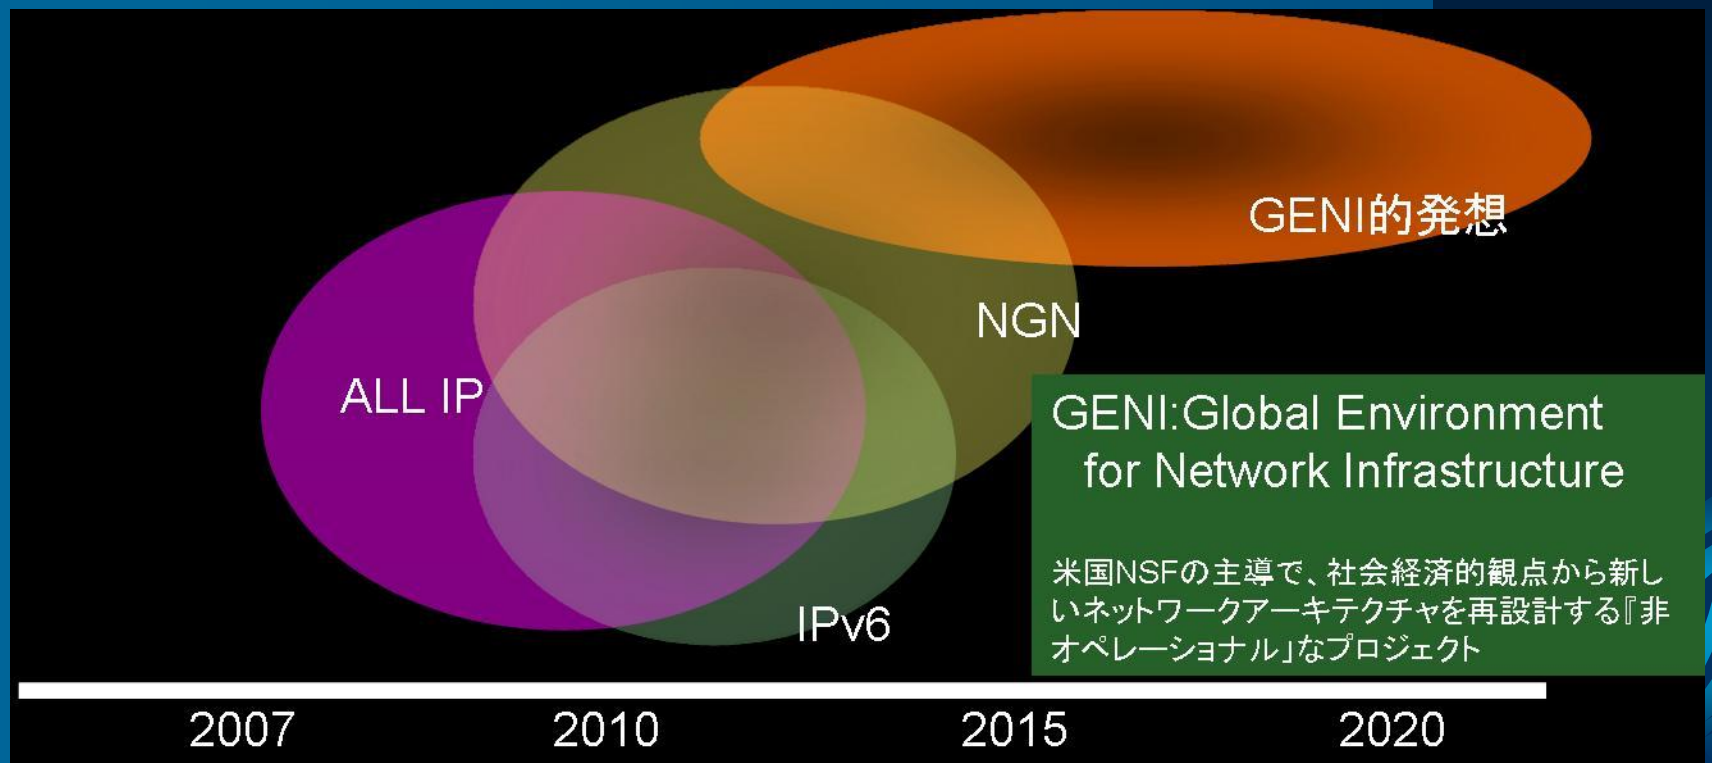 GENI的発想
NGN
ALL IP
GENI:Global Environment
for Network Infrastructure
米国NSFの主導で、社会経済的観点から新し
いネットワークアーキテクチャを再設計する『非
オペレーショナル」なプロジェクト
IPv6
2007 2010 2015 2020